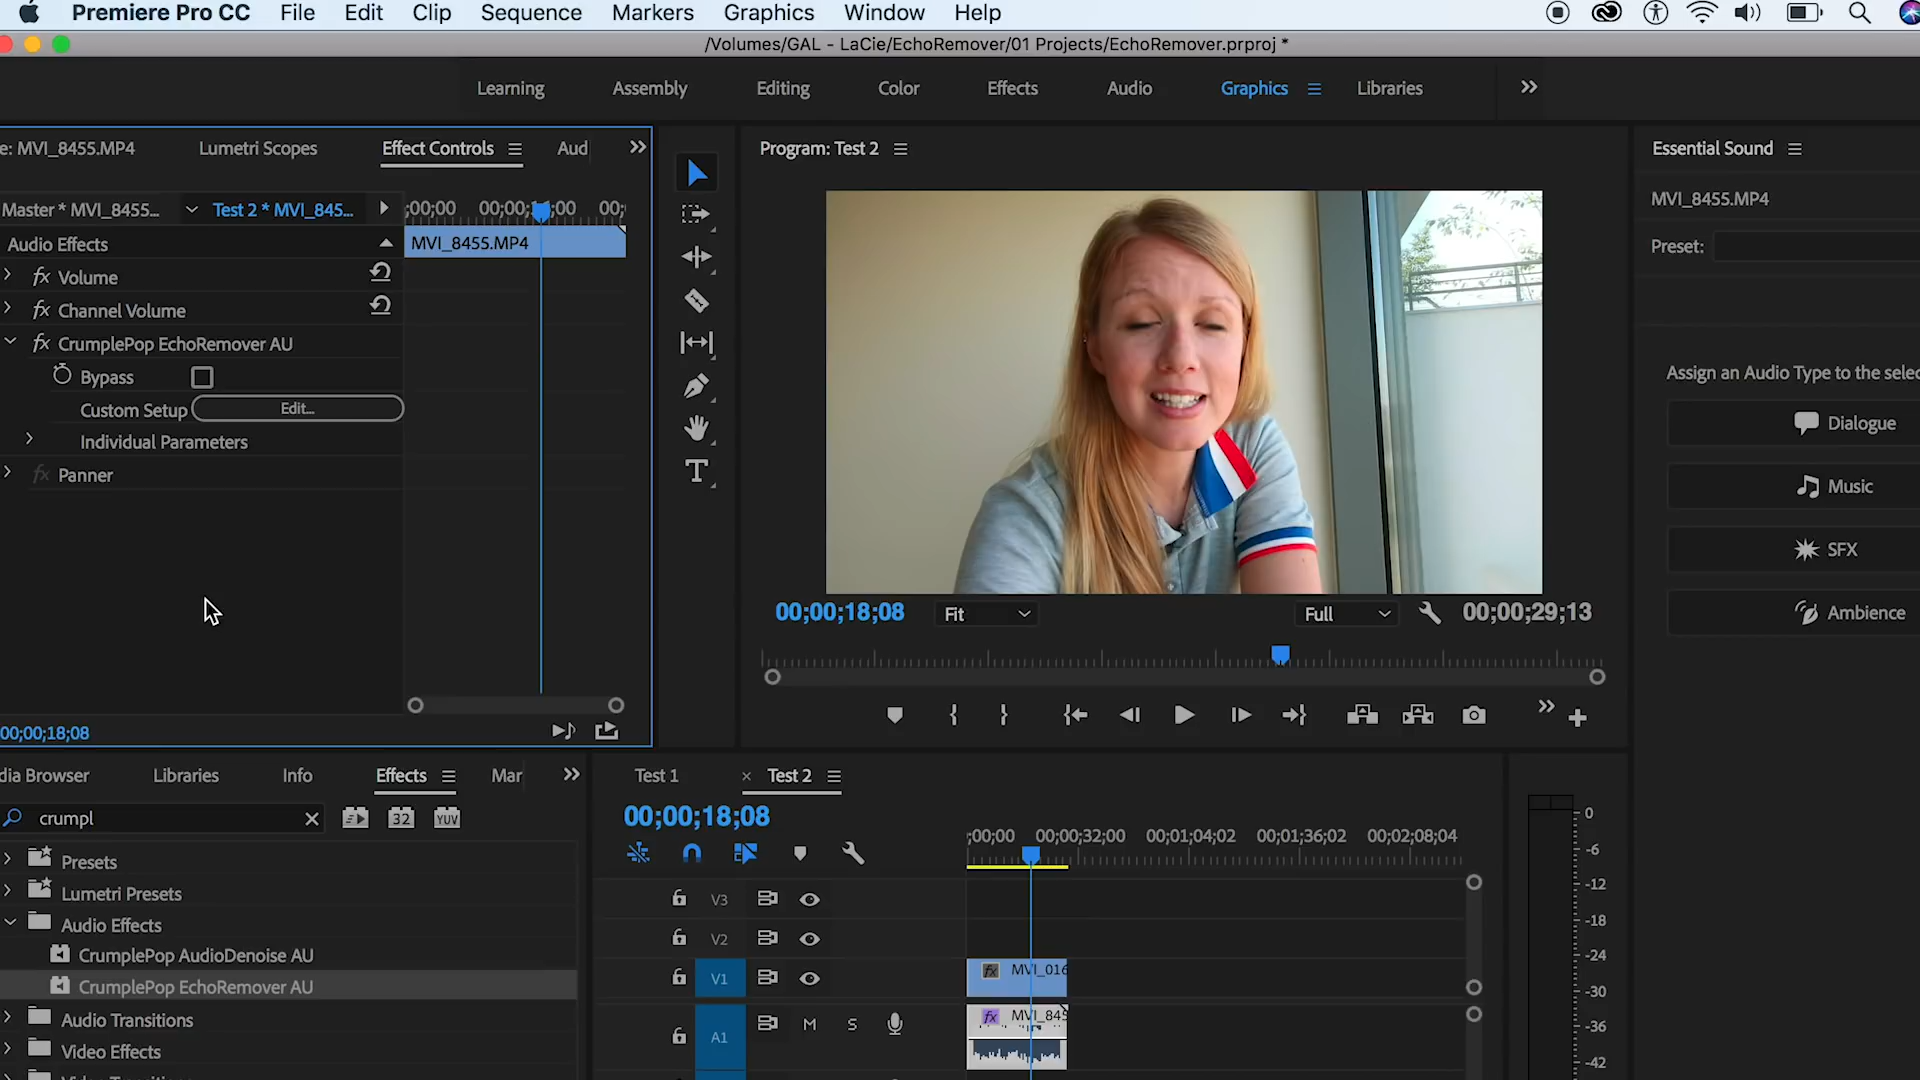 Premiere Pro CC File Edit Clip Sequence Markers Graphics Window Help
/Volumes/GAL - LaCie/EchoRemover/01 Projects/EchoRemover.prproj *
Learning Assembly Editing Color Effects Audio Graphics Libraries
e: MVI_8455.MP4 Lumetri Scopes Effect Controls Aud
Program: Test 2
Essential Sound
Master * MVI_8455... Test 2 * MVI_845... ;00;00 00;00; ;00 00;
MVI_8455.MP4
Audio Effects MVI_8455.MP4
Preset:
fx Volume
fx Channel Volume
fx CrumplePop EchoRemover AU
Bypass
Assign an Audio Type to the selec
Custom Setup Edit...
Dialogue
Individual Parameters
fx Panner
Music
SFX
Ambience
00;00;18;08 Fit Full 00;00;29;13
00;00;18;08
dia Browser Libraries Info Effects Mar
Test 1 × Test 2
crumpl 32 YUV
00;00;18;08
;00;00 00;00;32;00 00;01;04;02 00;01;36;02 00;02;08;04
Presets
Lumetri Presets
Audio Effects
CrumplePop AudioDenoise AU
CrumplePop EchoRemover AU
Audio Transitions
Video Effects
V3
V2
V1 fx MVI_016
A1 M S fx MVI_845
0
-6
-12
-18
-24
-30
-36
-42